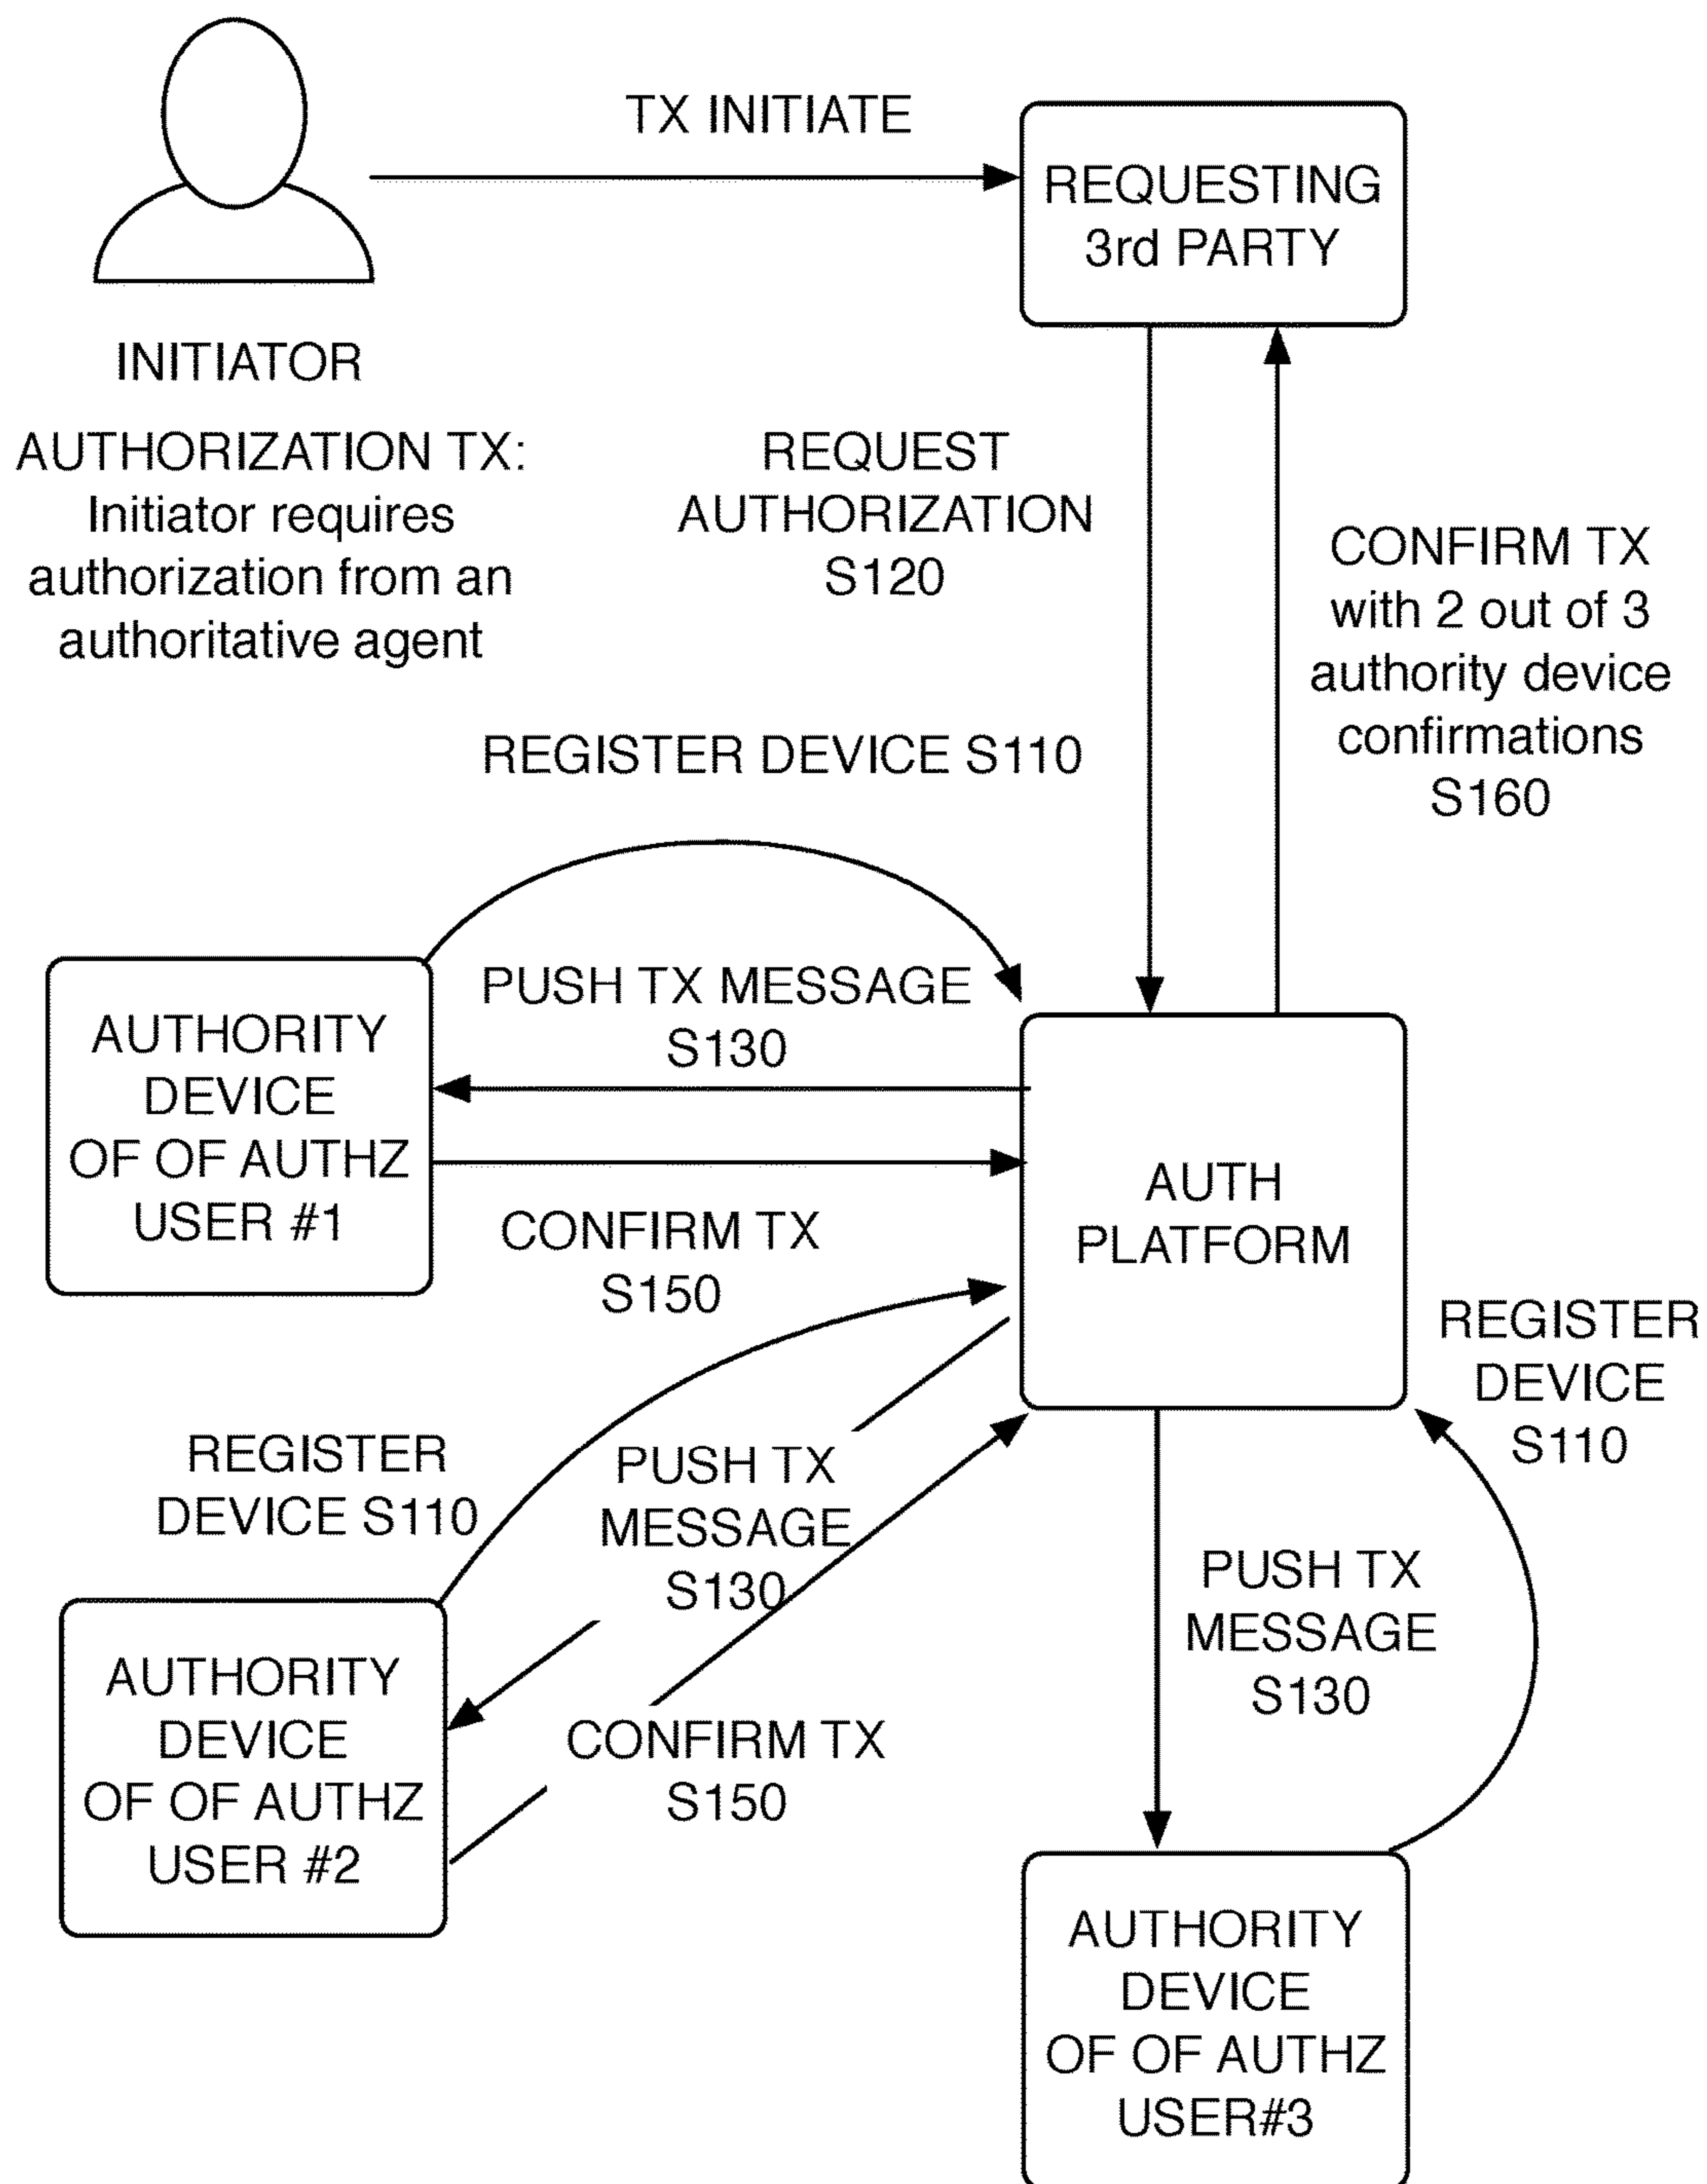 TX INITIATE
REQUESTING
3rd PARTY
INITIATOR
AUTHORIZATION TX:
Initiator requires
authorization from an
authoritative agent
REQUEST
AUTHORIZATION
S120
CONFIRM TX
with 2 out of 3
authority device
confirmations
S160
REGISTER DEVICE S110
PUSH TX MESSAGE
S130
AUTHORITY
DEVICE
OF OF AUTHZ
USER #1
CONFIRM TX
S150
AUTH
PLATFORM
REGISTER
DEVICE
S110
REGISTER
DEVICE S110
PUSH TX
MESSAGE
S130
AUTHORITY
DEVICE
OF OF AUTHZ
USER #2
CONFIRM TX
S150
PUSH TX
MESSAGE
S130
AUTHORITY
DEVICE
OF OF AUTHZ
USER#3